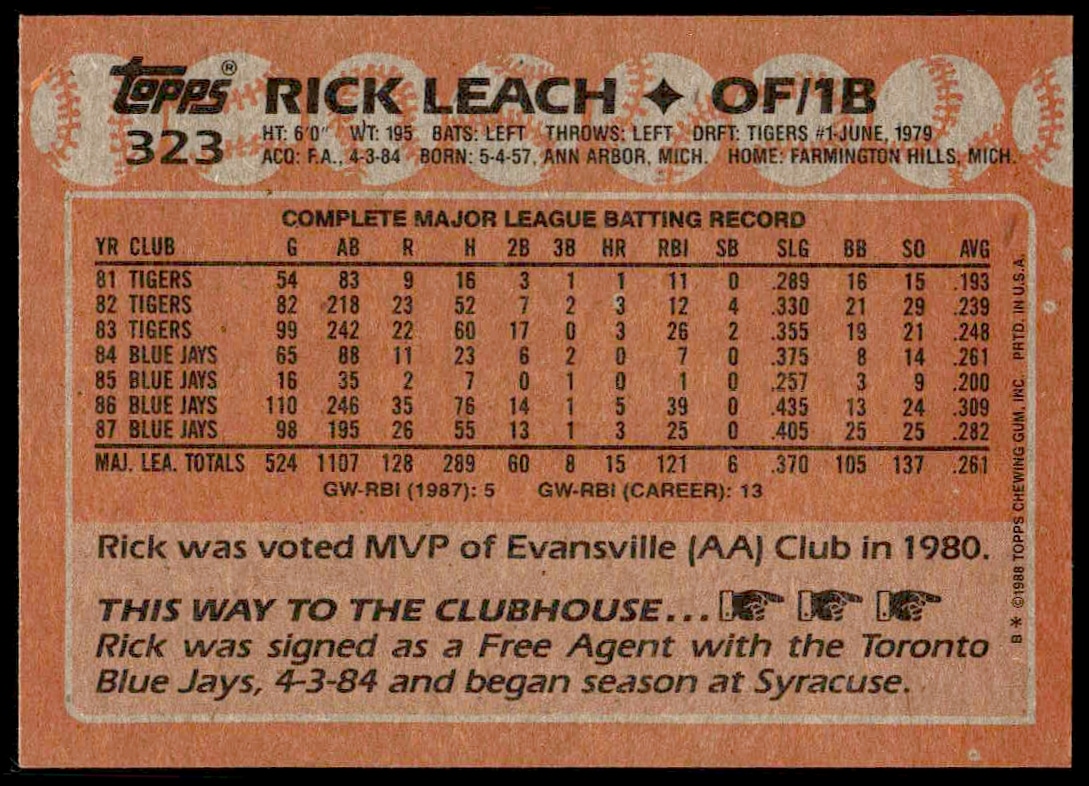 topps® RICK LEACH ✦ OF/1B
323 HT: 6'0" WT: 195 BATS: LEFT THROWS: LEFT DRFT: TIGERS #1-JUNE, 1979
ACQ: F.A., 4-3-84 BORN: 5-4-57, ANN ARBOR, MICH. HOME: FARMINGTON HILLS, MICH.
COMPLETE MAJOR LEAGUE BATTING RECORD
YR CLUB G AB R H 2B 3B HR RBI SB SLG BB SO AVG
81 TIGERS 54 83 9 16 3 1 1 11 0 .289 16 15 .193
82 TIGERS 82 218 23 52 7 2 3 12 4 .330 21 29 .239
83 TIGERS 99 242 22 60 17 0 3 26 2 .355 19 21 .248
84 BLUE JAYS 65 88 11 23 6 2 0 7 0 .375 8 14 .261
85 BLUE JAYS 16 35 2 7 0 1 0 1 0 .257 3 9 .200
86 BLUE JAYS 110 246 35 76 14 1 5 39 0 .435 13 24 .309
87 BLUE JAYS 98 195 26 55 13 1 3 25 0 .405 25 25 .282
MAJ. LEA. TOTALS 524 1107 128 289 60 8 15 121 6 .370 105 137 .261
GW-RBI (1987): 5 GW-RBI (CAREER): 13
Rick was voted MVP of Evansville (AA) Club in 1980.
THIS WAY TO THE CLUBHOUSE...
Rick was signed as a Free Agent with the Toronto
Blue Jays, 4-3-84 and began season at Syracuse.
B * ©1988 TOPPS CHEWING GUM, INC. PRTD. IN U.S.A.